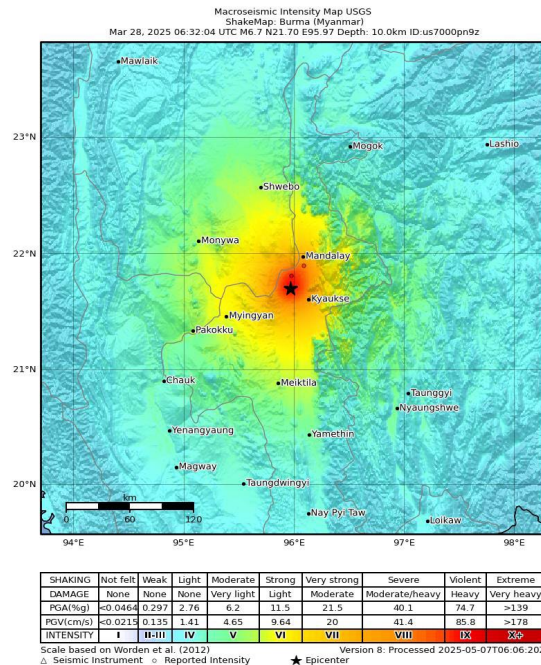 Macroseismic Intensity Map USGS
ShakeMap: Burma (Myanmar)
Mar 28, 2025 06:32:04 UTC M6.7 N21.70 E95.97 Depth: 10.0km ID:us7000pn9z
Mawlaik
23°N
Mogok
Lashio
Shwebo
Monywa
22°N
Mandalay
Kyaukse
Myingyan
Pakokku
21°N
Chauk
Meiktila
Taunggyi
Nyaungshwe
Yenangyaung
Yamethin
Magway
20°N
Taungdwingyi
km
0 60 120
Nay Pyi Taw
Loikaw
94°E 95°E 96°E 97°E 98°E
SHAKING Not felt Weak Light Moderate Strong Very strong Severe Violent Extreme
DAMAGE None None None Very light Light Moderate Moderate/heavy Heavy Very heavy
PGA(%g) <0.0464 0.297 2.76 6.2 11.5 21.5 40.1 74.7 >139
PGV(cm/s) <0.0215 0.135 1.41 4.65 9.64 20 41.4 85.8 >178
INTENSITY I II-III IV V VI VII VIII IX X+
Scale based on Worden et al. (2012) Version 8: Processed 2025-05-07T06:06:20Z
△ Seismic Instrument ○ Reported Intensity ★ Epicenter